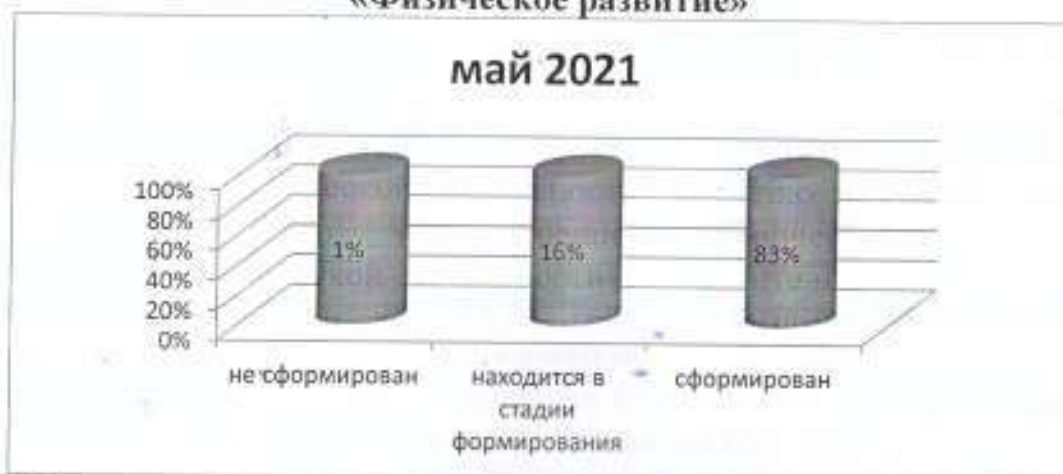 «Физическое развитие»
май 2021
100%
80%
60%
40%
20%
0%
1%
16%
83%
не сформирован
находится в
стадии
формирования
сформирован